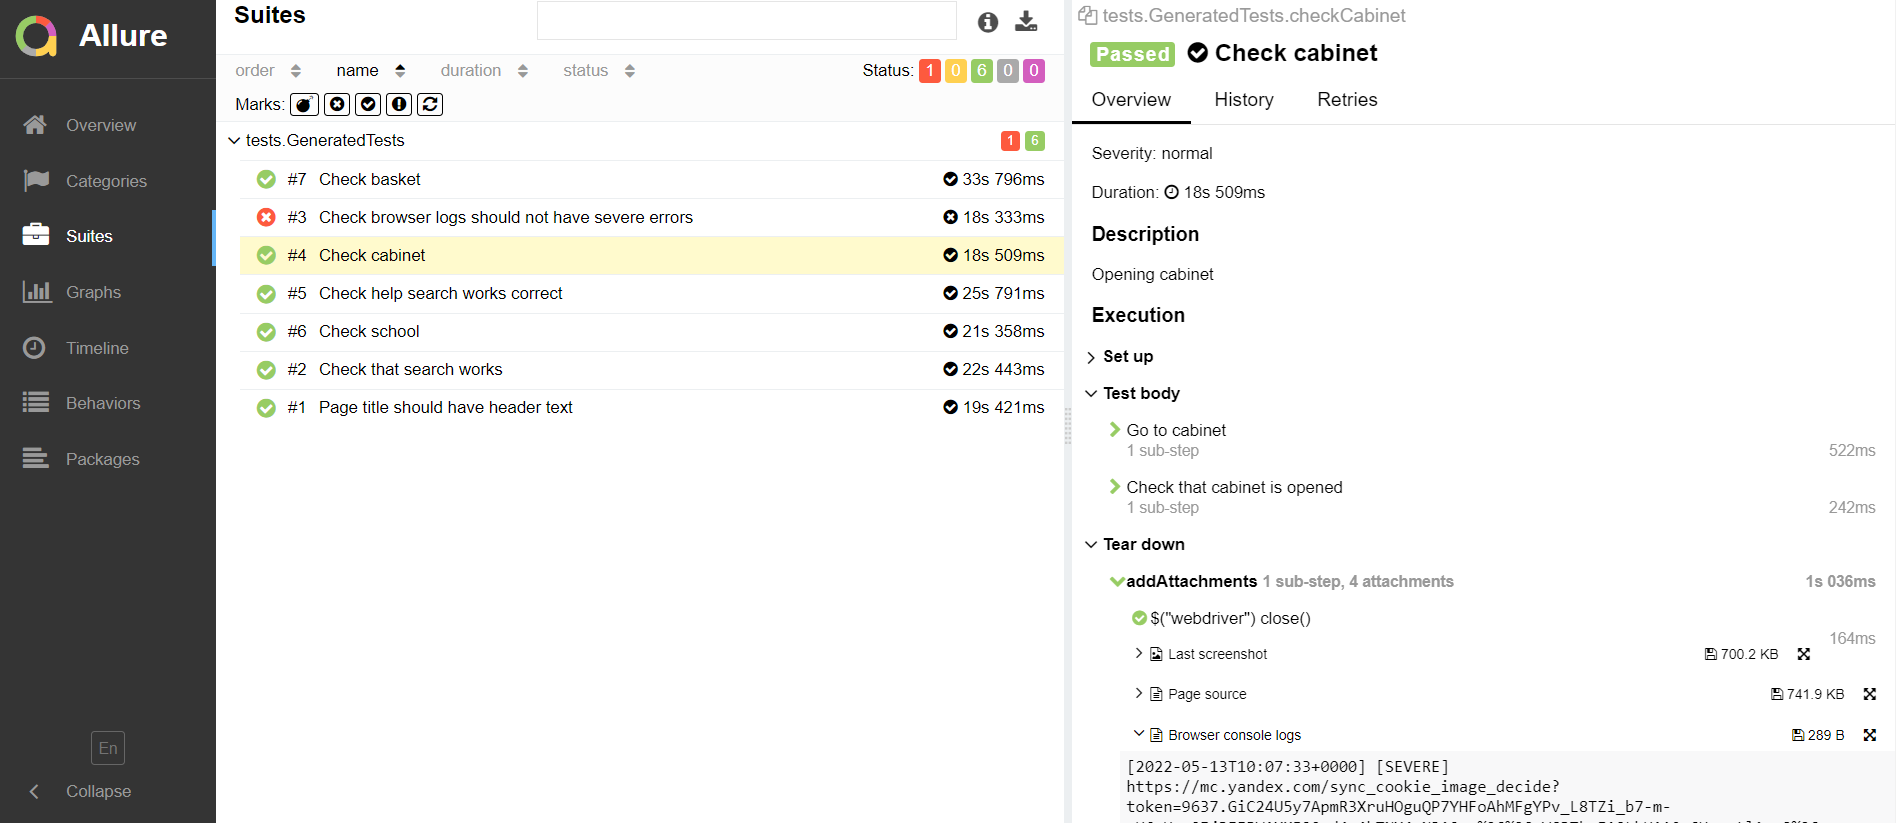 Allure
Overview
Categories
Suites
Graphs
Timeline
Behaviors
Packages
En
Collapse
Suites
order name duration status Status: 1 0 6 0 0
Marks:
tests.GeneratedTests 1 6
#7 Check basket 33s 796ms
#3 Check browser logs should not have severe errors 18s 333ms
#4 Check cabinet 18s 509ms
#5 Check help search works correct 25s 791ms
#6 Check school 21s 358ms
#2 Check that search works 22s 443ms
#1 Page title should have header text 19s 421ms
tests.GeneratedTests.checkCabinet
Passed Check cabinet
Overview History Retries
Severity: normal
Duration: 18s 509ms
Description
Opening cabinet
Execution
Set up
Test body
Go to cabinet
1 sub-step 522ms
Check that cabinet is opened
1 sub-step 242ms
Tear down
addAttachments 1 sub-step, 4 attachments 1s 036ms
$("webdriver") close()
164ms
Last screenshot 700.2 KB
Page source 741.9 KB
Browser console logs 289 B
[2022-05-13T10:07:33+0000] [SEVERE]
https://mc.yandex.com/sync_cookie_image_decide?
token=9637.GiC24U5y7ApmR3XruHOguQP7YHFoAhMFgYPv_L8TZi_b7-m-